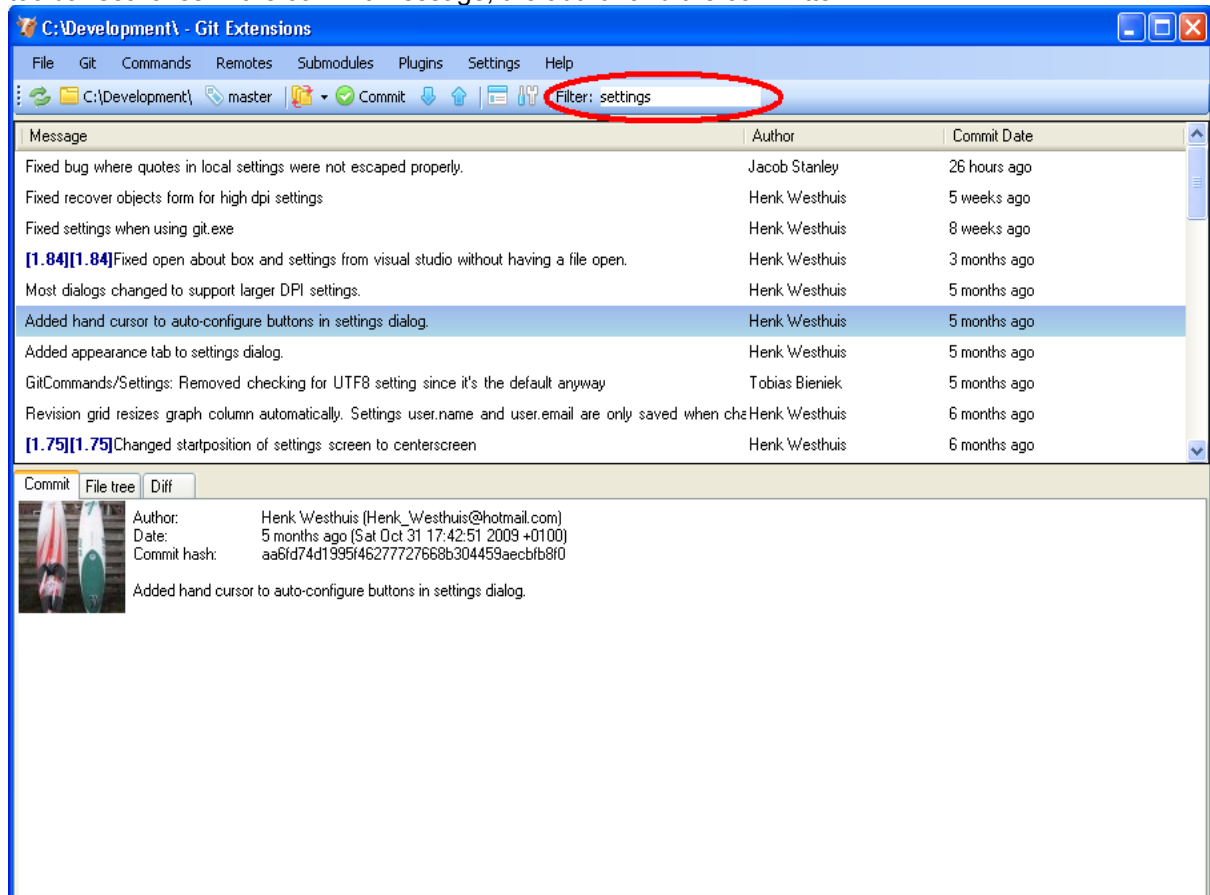 C:\Development\ - Git Extensions
File Git Commands Remotes Submodules Plugins Settings Help
C:\Development\ master Commit Filter: settings
Message Author Commit Date
Fixed bug where quotes in local settings were not escaped properly. Jacob Stanley 26 hours ago
Fixed recover objects form for high dpi settings Henk Westhuis 5 weeks ago
Fixed settings when using git.exe Henk Westhuis 8 weeks ago
[1.84][1.84]Fixed open about box and settings from visual studio without having a file open. Henk Westhuis 3 months ago
Most dialogs changed to support larger DPI settings. Henk Westhuis 5 months ago
Added hand cursor to auto-configure buttons in settings dialog. Henk Westhuis 5 months ago
Added appearance tab to settings dialog. Henk Westhuis 5 months ago
GitCommands/Settings: Removed checking for UTF8 setting since it's the default anyway Tobias Bieniek 5 months ago
Revision grid resizes graph column automatically. Settings user.name and user.email are only saved when cha Henk Westhuis 6 months ago
[1.75][1.75]Changed startposition of settings screen to centerscreen Henk Westhuis 6 months ago
Commit File tree Diff
Author: Henk Westhuis (Henk_Westhuis@hotmail.com)
Date: 5 months ago (Sat Oct 31 17:42:51 2009 +0100)
Commit hash: aa6fd74d1995f46277727668b304459aecbfb8f0
Added hand cursor to auto-configure buttons in settings dialog.